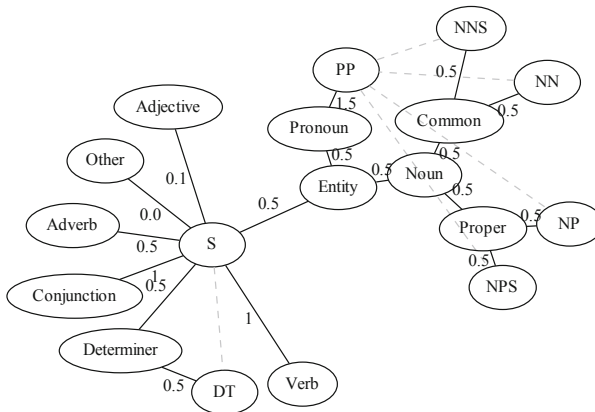 NNS
PP
0.5
NN
Adjective
1.5
0.5
Pronoun
Common
Other
0.5
0.5
0.5
Noun
0.1
Entity
0.5
0.5
Adverb
0.0
0.5
Proper
NP
0.5
S
0.5
1
Conjunction
0.5
NPS
1
Determiner
0.5
DT
Verb